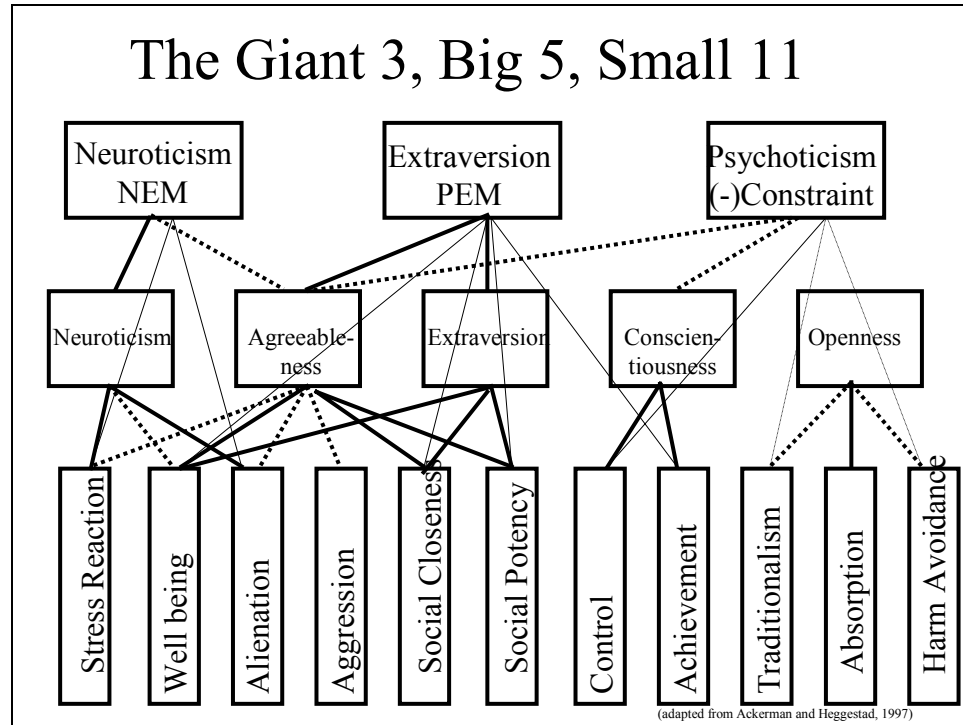 The Giant 3, Big 5, Small 11
Neuroticism
NEM
Extraversion
PEM
Psychoticism
(-)Constraint
Neuroticism
Agreeable-
ness
Extraversion
Conscien-
tiousness
Openness
Stress Reaction
Well being
Alienation
Aggression
Social Closeness
Social Potency
Control
Achievement
Traditionalism
Absorption
Harm Avoidance
(adapted from Ackerman and Heggestad, 1997)